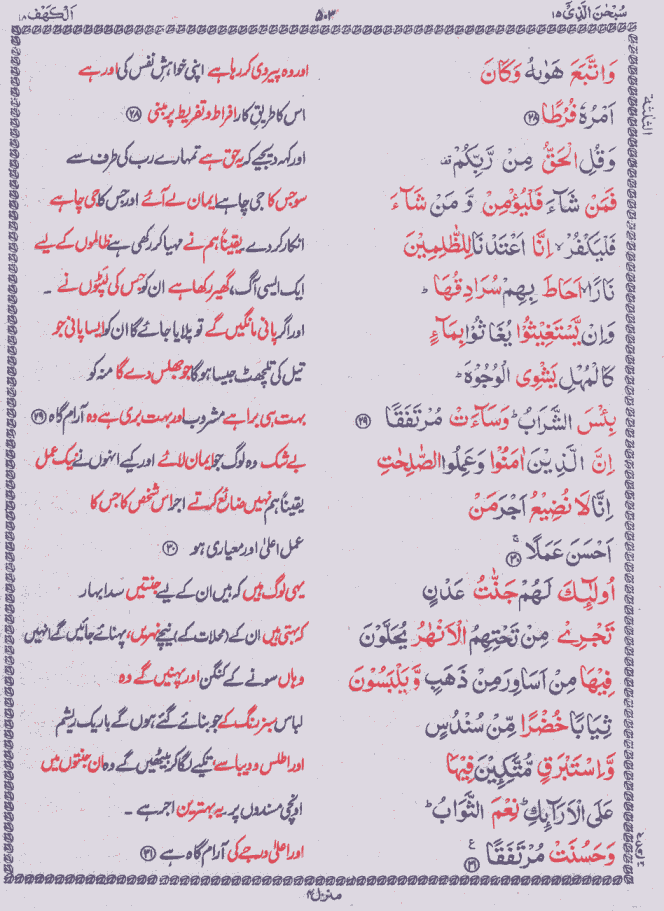 سُبْحٰنَ الَّذِیْۤ ۱۵
۵۰۳
اَلْکَهْف ۱۸
وَاتَّبَعَ هَوٰىهُ وَكَانَ
اور وہ پیروی کر رہا ہے اپنی خواہشِ نفس کی اور ہے
اَمْرُهٗ فُرُطًا ﴿۲۸﴾
اس کا طریقِ کار افراط و تفریط پر مبنی ﴿۲۸﴾
وَقُلِ الْحَقُّ مِنْ رَّبِّكُمْ
اور کہہ دیجیے کہ یہ حق ہے تمہارے رب کی طرف سے
فَمَنْ شَآءَ فَلْيُؤْمِنْ وَّ مَنْ شَآءَ
سو جس کا جی چاہے ایمان لے آئے اور جس کا جی چاہے
فَلْيَكْفُرْ ۙ اِنَّاۤ اَعْتَدْنَا لِلظّٰلِمِيْنَ
انکار کر دے یقیناً ہم نے مہیا کر رکھی ہے ظالموں کے لیے
نَارًا ۙ اَحَاطَ بِهِمْ سُرَادِقُهَا ؕ
ایک ایسی آگ، گھیر رکھا ہے ان کو جس کی لپٹوں نے ۔
وَاِنْ يَّسْتَغِيْثُوْا يُغَاثُوْا بِمَآءٍ
اور اگر پانی مانگیں گے تو پلایا جائے گا ان کو ایسا پانی جو
كَالْمُهْلِ يَشْوِى الْوُجُوْهَ ؕ
تیل کی تلچھٹ جیسا ہو گا جو جھلس دے گا منہ کو
بِئْسَ الشَّرَابُ ؕ وَسَآءَتْ مُرْتَفَقًا ﴿۲۹﴾
بہت ہی برا ہے مشروب اور بہت بری ہے وہ آرام گاہ ﴿۲۹﴾
اِنَّ الَّذِيْنَ اٰمَنُوْا وَعَمِلُوا الصّٰلِحٰتِ
بے شک وہ لوگ جو ایمان لائے اور کیے انہوں نے نیک عمل
اِنَّا لَا نُضِيْعُ اَجْرَ مَنْ
یقیناً ہم نہیں ضائع کرتے اجر اس شخص کا جس کا
اَحْسَنَ عَمَلًا ﴿۳۰﴾
عمل اعلیٰ اور معیاری ہو ﴿۳۰﴾
اُولٰٓئِكَ لَهُمْ جَنّٰتُ عَدْنٍ
یہی لوگ ہیں کہ ہیں ان کے لیے جنتیں سدا بہار
تَجْرِيْ مِنْ تَحْتِهِمُ الْاَنْهٰرُ يُحَلَّوْنَ
کہ بہتی ہیں ان کے (محلات کے) نیچے نہریں، پہنائے جائیں گے انہیں
فِيْهَا مِنْ اَسَاوِرَ مِنْ ذَهَبٍ وَّ يَلْبَسُوْنَ
وہاں سونے کے کنگن اور پہنیں گے وہ
ثِيَابًا خُضْرًا مِّنْ سُنْدُسٍ
لباس سبز رنگ کے جو بنائے گئے ہوں گے باریک ریشم
وَّاِسْتَبْرَقٍ مُّتَّكِـِٕيْنَ فِيْهَا
اور اطلس و دیبا سے، تکیے لگا کر بیٹھیں گے وہ ان جنتوں میں
عَلَى الْاَرَآئِكِ ؕ نِعْمَ الثَّوَابُ ؕ
اونچی مسندوں پر۔ یہ بہترین اجر ہے ۔
وَحَسُنَتْ مُرْتَفَقًا ﴿۳۱﴾
اور اعلیٰ درجے کی آرام گاہ ہے ﴿۳۱﴾
منزل ۴